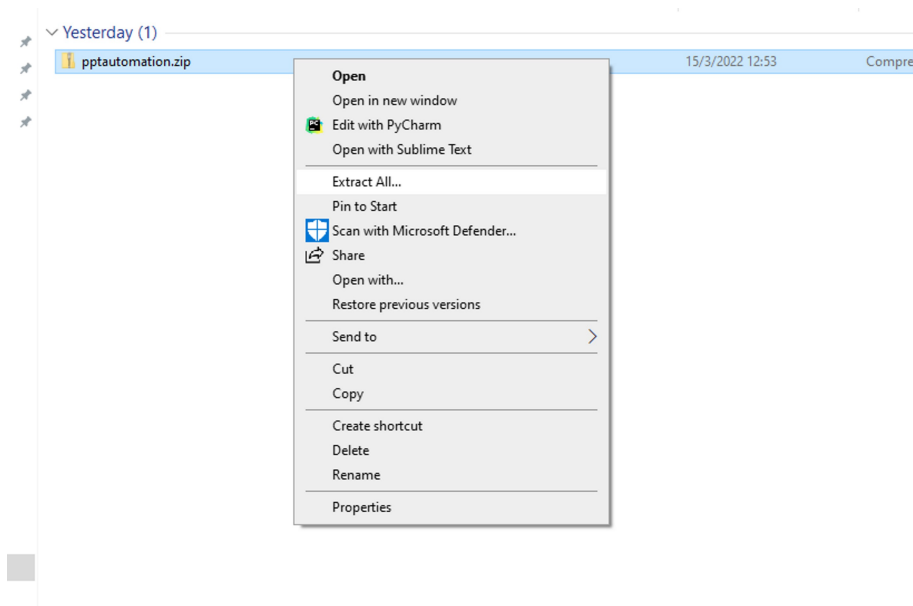 Yesterday (1)
pptautomation.zip 15/3/2022 12:53 Compre
Open
Open in new window
Edit with PyCharm
Open with Sublime Text
Extract All...
Pin to Start
Scan with Microsoft Defender...
Share
Open with...
Restore previous versions
Send to
Cut
Copy
Create shortcut
Delete
Rename
Properties